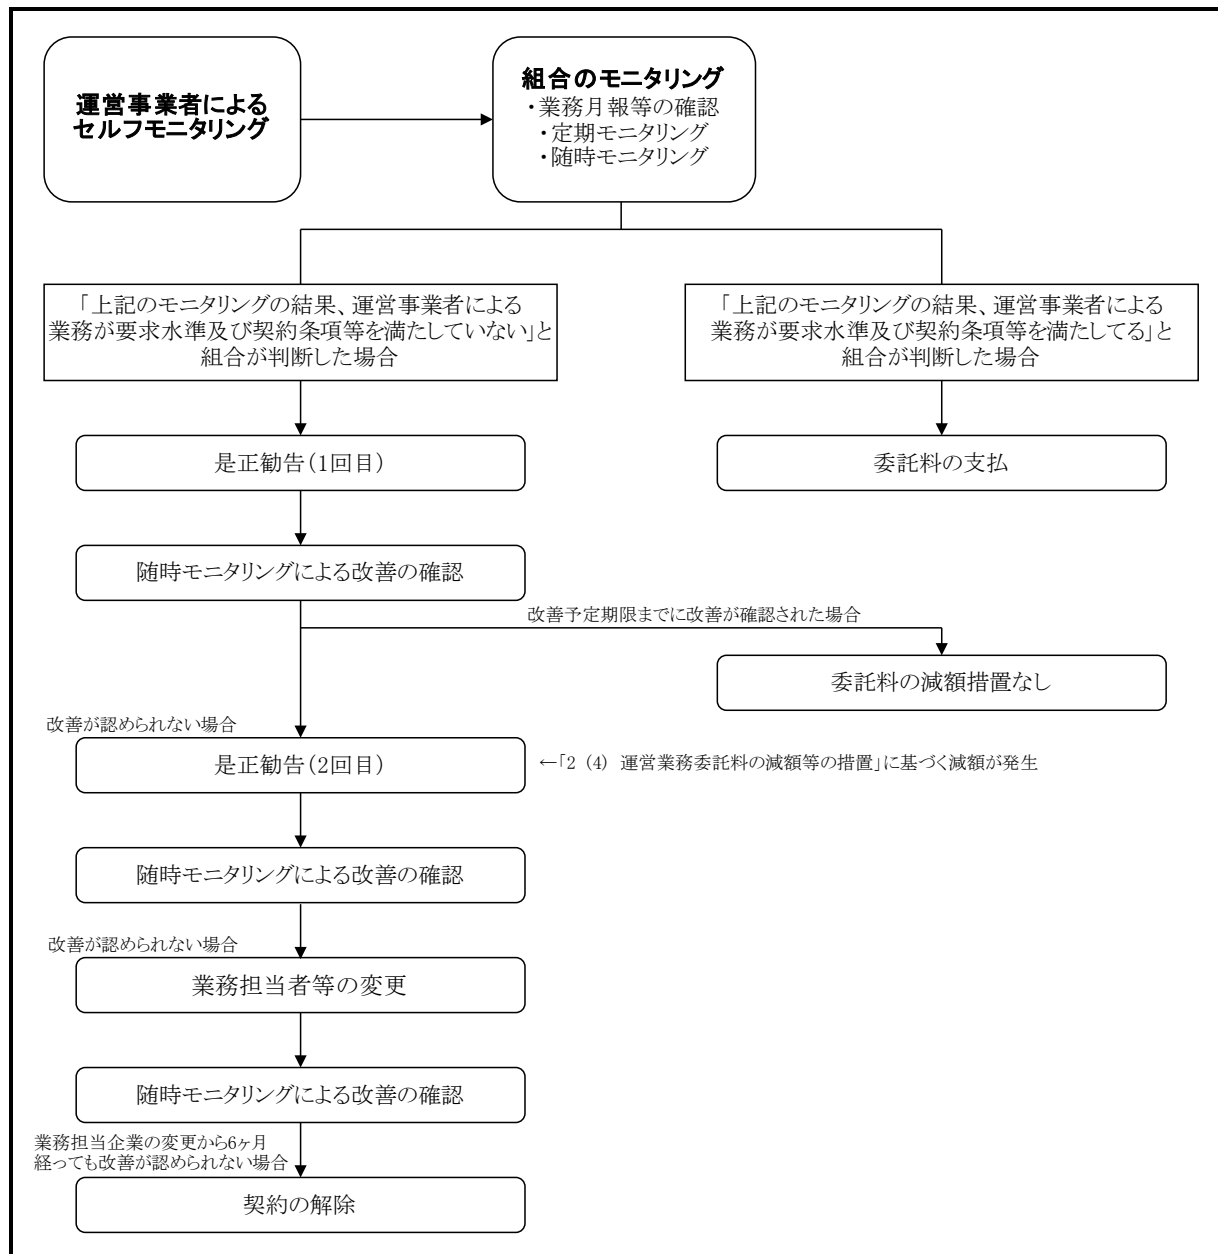 運営事業者による
セルフモニタリング
組合のモニタリング
・業務月報等の確認
・定期モニタリング
・随時モニタリング
「上記のモニタリングの結果、運営事業者による
業務が要求水準及び契約条項等を満たしていない」と
組合が判断した場合
「上記のモニタリングの結果、運営事業者による
業務が要求水準及び契約条項等を満たしてる」と
組合が判断した場合
是正勧告(1回目)
委託料の支払
随時モニタリングによる改善の確認
改善予定期限までに改善が確認された場合
委託料の減額措置なし
改善が認められない場合
是正勧告(2回目)
←「2 (4) 運営業務委託料の減額等の措置」に基づく減額が発生
随時モニタリングによる改善の確認
改善が認められない場合
業務担当者等の変更
随時モニタリングによる改善の確認
業務担当企業の変更から6ヶ月
経っても改善が認められない場合
契約の解除